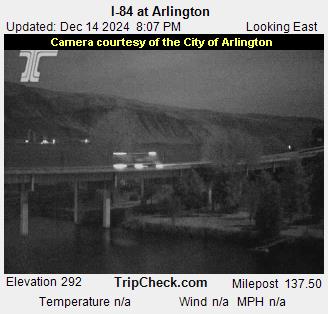 I-84 at Arlington
Updated: Dec 14 2024 8:07 PM Looking East
Camera courtesy of the City of Arlington
Elevation 292 TripCheck.com Milepost 137.50
Temperature n/a Wind n/a MPH n/a